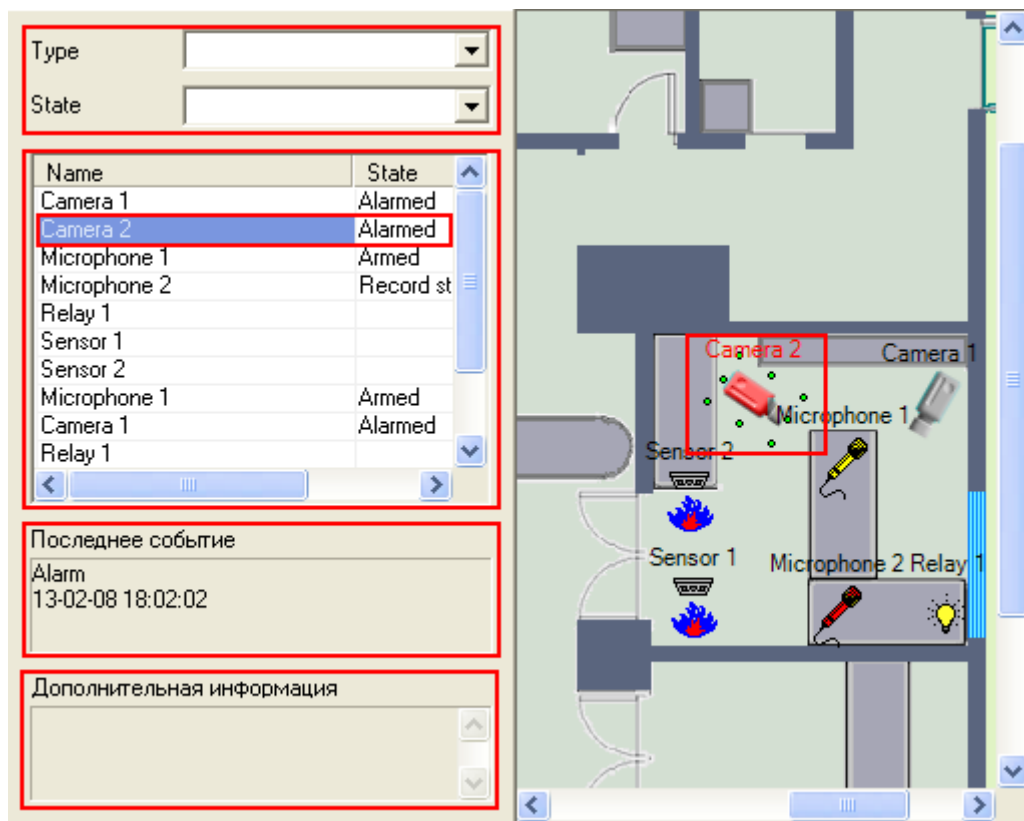 Type
State
Name State
Camera 1 Alarmed
Camera 2 Alarmed
Microphone 1 Armed
Microphone 2 Record st
Relay 1
Sensor 1
Sensor 2
Microphone 1 Armed
Camera 1 Alarmed
Relay 1
Последнее событие
Alarm
13-02-08 18:02:02
Дополнительная информация
Camera 2
Camera 1
Microphone 1
Sensor 2
Sensor 1
Microphone 2 Relay 1